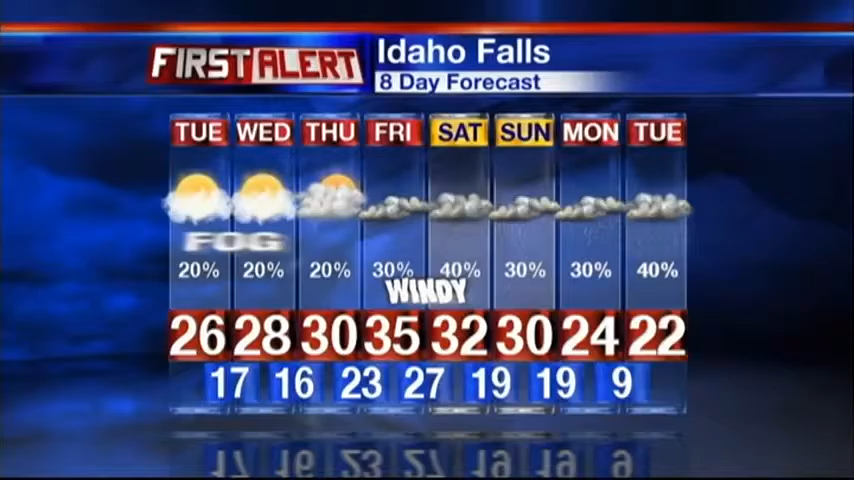 FIRST ALERT
Idaho Falls
8 Day Forecast
TUE WED THU FRI SAT SUN MON TUE
FOG
20% 20% 20% 30% 40% 30% 30% 40%
WINDY
26 28 30 35 32 30 24 22
17 16 23 27 19 19 9